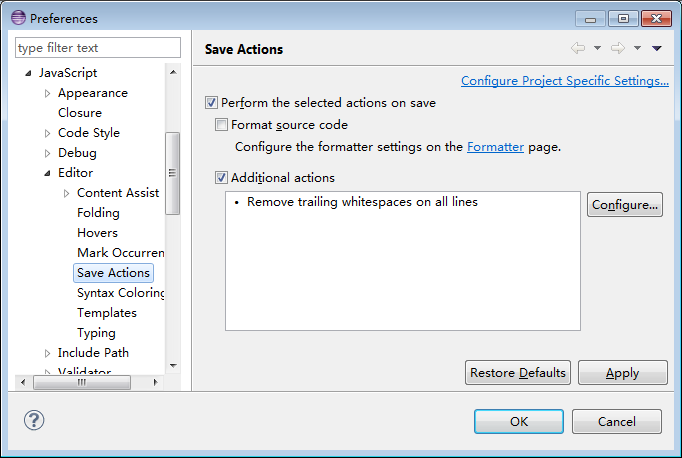 Preferences
type filter text
JavaScript
Appearance
Closure
Code Style
Debug
Editor
Content Assist
Folding
Hovers
Mark Occurren
Save Actions
Syntax Coloring
Templates
Typing
Include Path
Validator
Save Actions
Configure Project Specific Settings...
Perform the selected actions on save
Format source code
Configure the formatter settings on the Formatter page.
Additional actions
• Remove trailing whitespaces on all lines
Configure...
Restore Defaults
Apply
?
OK
Cancel